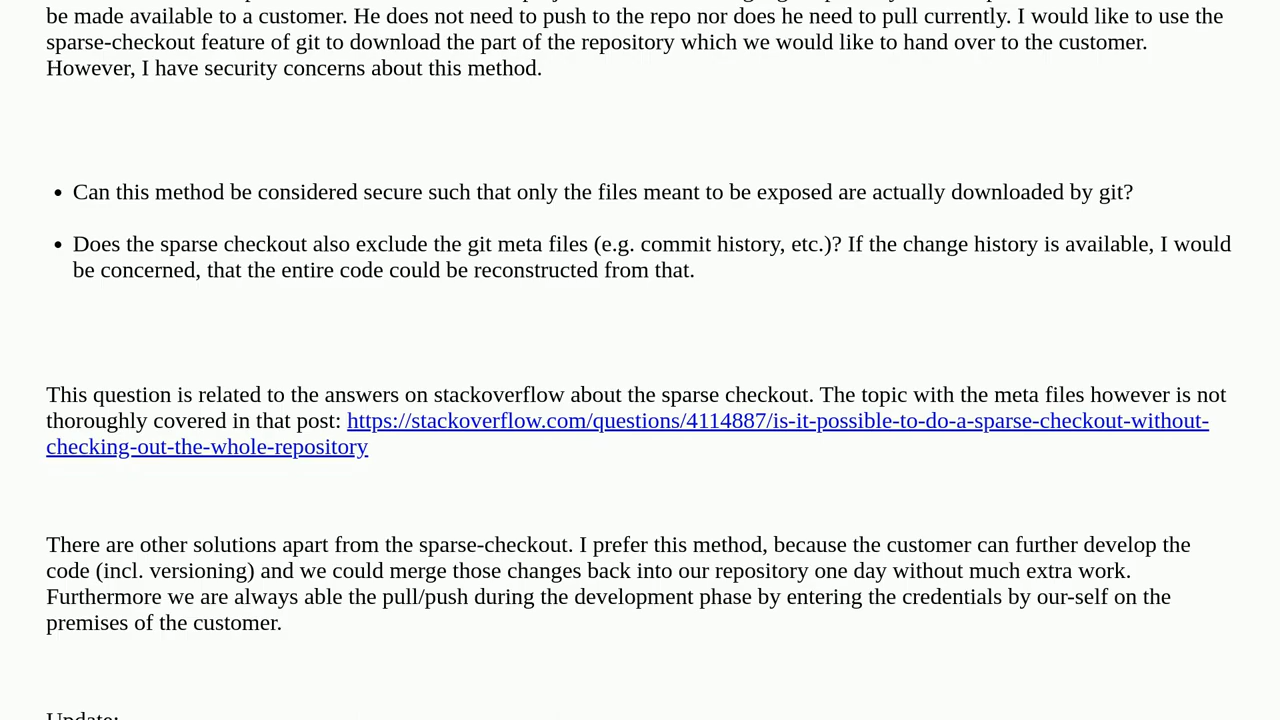 be made available to a customer. He does not need to push to the repo nor does he need to pull currently. I would like to use the
sparse-checkout feature of git to download the part of the repository which we would like to hand over to the customer.
However, I have security concerns about this method.
• Can this method be considered secure such that only the files meant to be exposed are actually downloaded by git?
• Does the sparse checkout also exclude the git meta files (e.g. commit history, etc.)? If the change history is available, I would
be concerned, that the entire code could be reconstructed from that.
This question is related to the answers on stackoverflow about the sparse checkout. The topic with the meta files however is not
thoroughly covered in that post: https://stackoverflow.com/questions/4114887/is-it-possible-to-do-a-sparse-checkout-without-
checking-out-the-whole-repository
There are other solutions apart from the sparse-checkout. I prefer this method, because the customer can further develop the
code (incl. versioning) and we could merge those changes back into our repository one day without much extra work.
Furthermore we are always able the pull/push during the development phase by entering the credentials by our-self on the
premises of the customer.
Update: